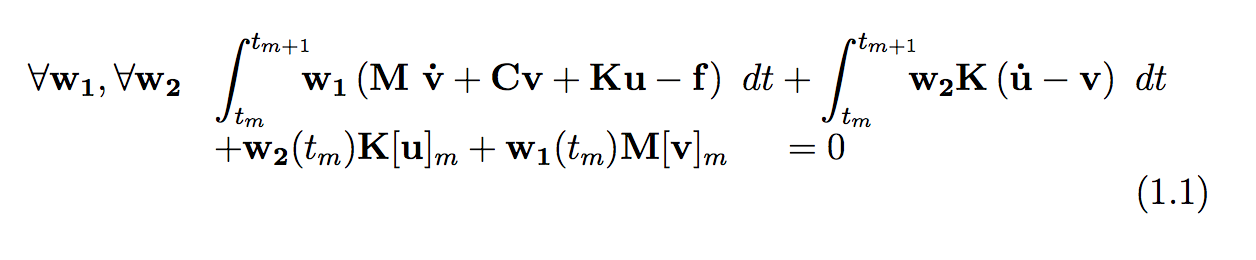 ∀w₁, ∀w₂ ∫_{t_m}^{t_{m+1}} w₁ (M v̇ + Cv + Ku − f) dt + ∫_{t_m}^{t_{m+1}} w₂K (u̇ − v) dt
+w₂(t_m)K[u]_m + w₁(t_m)M[v]_m = 0
(1.1)